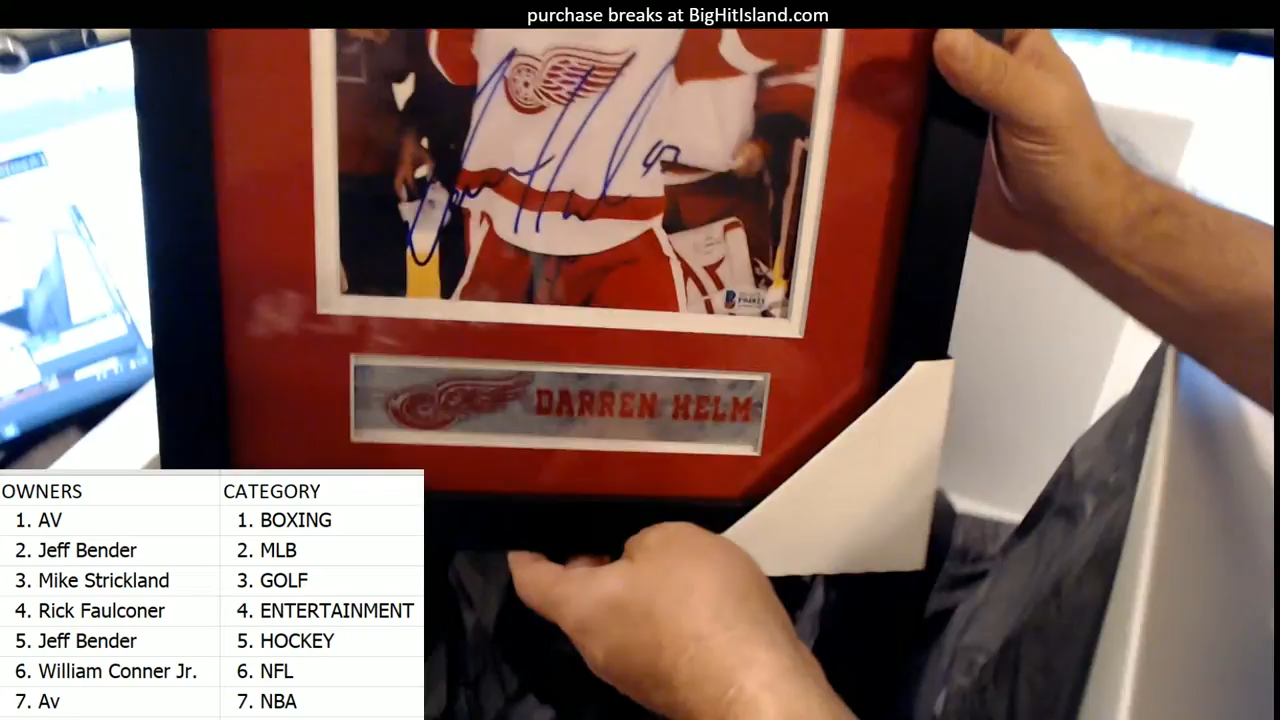 purchase breaks at BigHitIsland.com
DARREN HELM
OWNERS CATEGORY
1. AV 1. BOXING
2. Jeff Bender 2. MLB
3. Mike Strickland 3. GOLF
4. Rick Faulconer 4. ENTERTAINMENT
5. Jeff Bender 5. HOCKEY
6. William Conner Jr. 6. NFL
7. Av 7. NBA